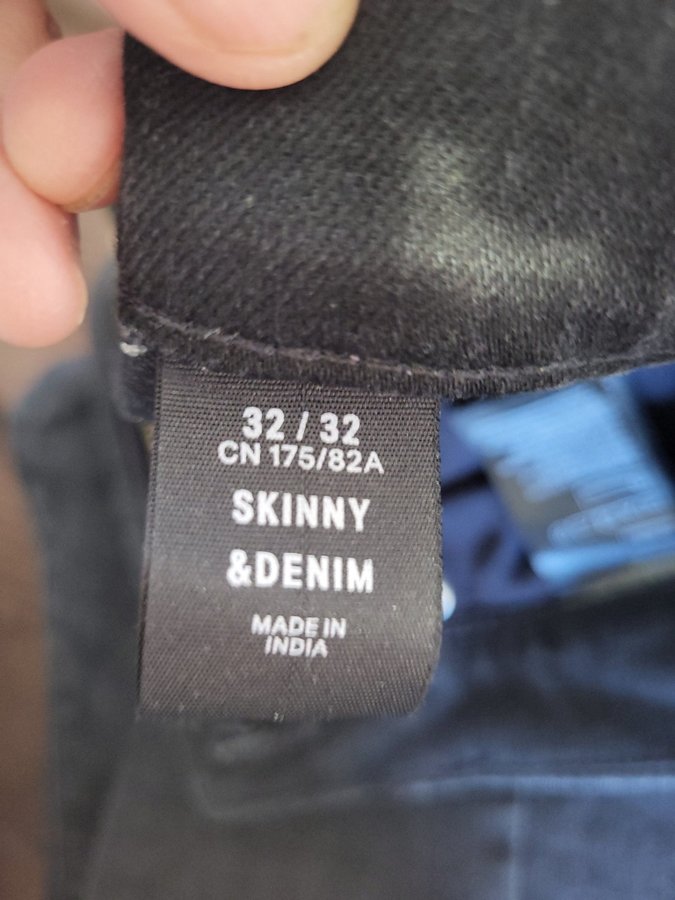 32 / 32
CN 175/82A
SKINNY
&DENIM
MADE IN
INDIA